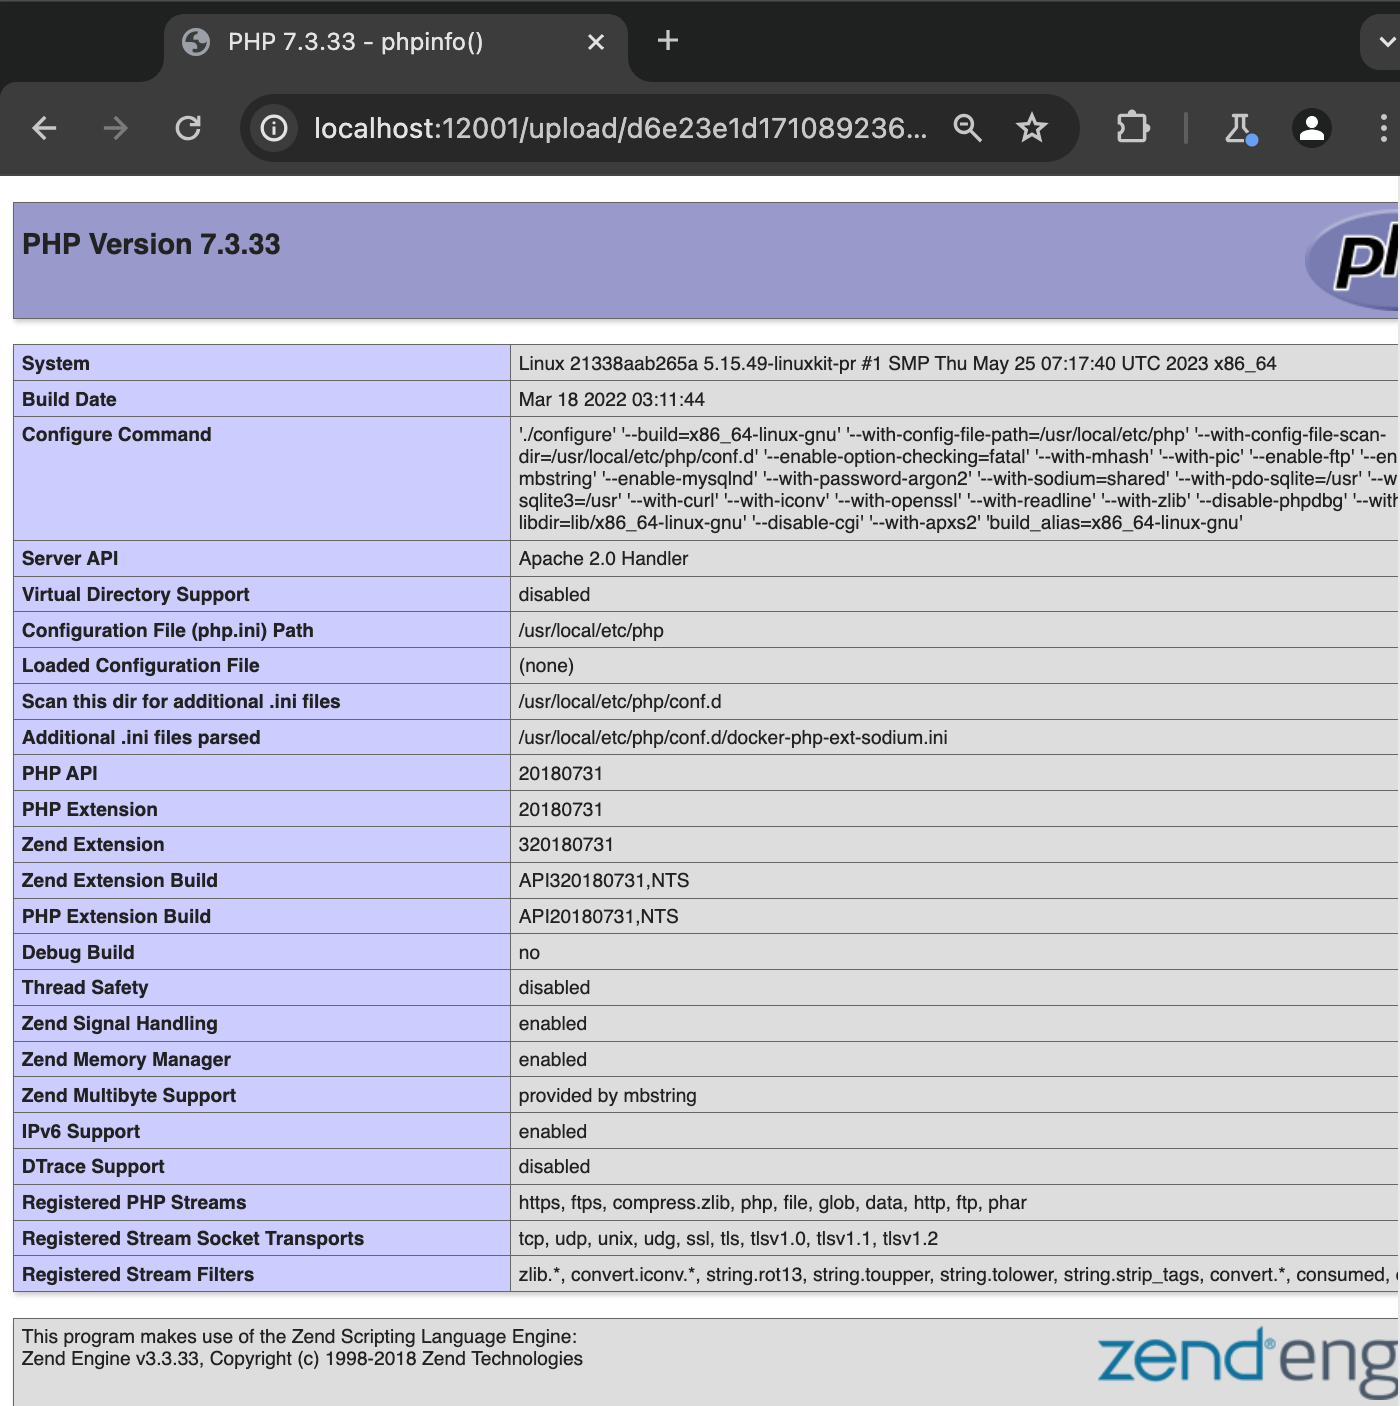 PHP 7.3.33 - phpinfo()
localhost:12001/upload/d6e23e1d171089236...
PHP Version 7.3.33
System Linux 21338aab265a 5.15.49-linuxkit-pr #1 SMP Thu May 25 07:17:40 UTC 2023 x86_64
Build Date Mar 18 2022 03:11:44
Configure Command './configure' '--build=x86_64-linux-gnu' '--with-config-file-path=/usr/local/etc/php' '--with-config-file-scan-
dir=/usr/local/etc/php/conf.d' '--enable-option-checking=fatal' '--with-mhash' '--with-pic' '--enable-ftp' '--en
mbstring' '--enable-mysqlnd' '--with-password-argon2' '--with-sodium=shared' '--with-pdo-sqlite=/usr' '--w
sqlite3=/usr' '--with-curl' '--with-iconv' '--with-openssl' '--with-readline' '--with-zlib' '--disable-phpdbg' '--with
libdir=lib/x86_64-linux-gnu' '--disable-cgi' '--with-apxs2' 'build_alias=x86_64-linux-gnu'
Server API Apache 2.0 Handler
Virtual Directory Support disabled
Configuration File (php.ini) Path /usr/local/etc/php
Loaded Configuration File (none)
Scan this dir for additional .ini files /usr/local/etc/php/conf.d
Additional .ini files parsed /usr/local/etc/php/conf.d/docker-php-ext-sodium.ini
PHP API 20180731
PHP Extension 20180731
Zend Extension 320180731
Zend Extension Build API320180731,NTS
PHP Extension Build API20180731,NTS
Debug Build no
Thread Safety disabled
Zend Signal Handling enabled
Zend Memory Manager enabled
Zend Multibyte Support provided by mbstring
IPv6 Support enabled
DTrace Support disabled
Registered PHP Streams https, ftps, compress.zlib, php, file, glob, data, http, ftp, phar
Registered Stream Socket Transports tcp, udp, unix, udg, ssl, tls, tlsv1.0, tlsv1.1, tlsv1.2
Registered Stream Filters zlib.*, convert.iconv.*, string.rot13, string.toupper, string.tolower, string.strip_tags, convert.*, consumed,
This program makes use of the Zend Scripting Language Engine:
Zend Engine v3.3.33, Copyright (c) 1998-2018 Zend Technologies
zend®eng